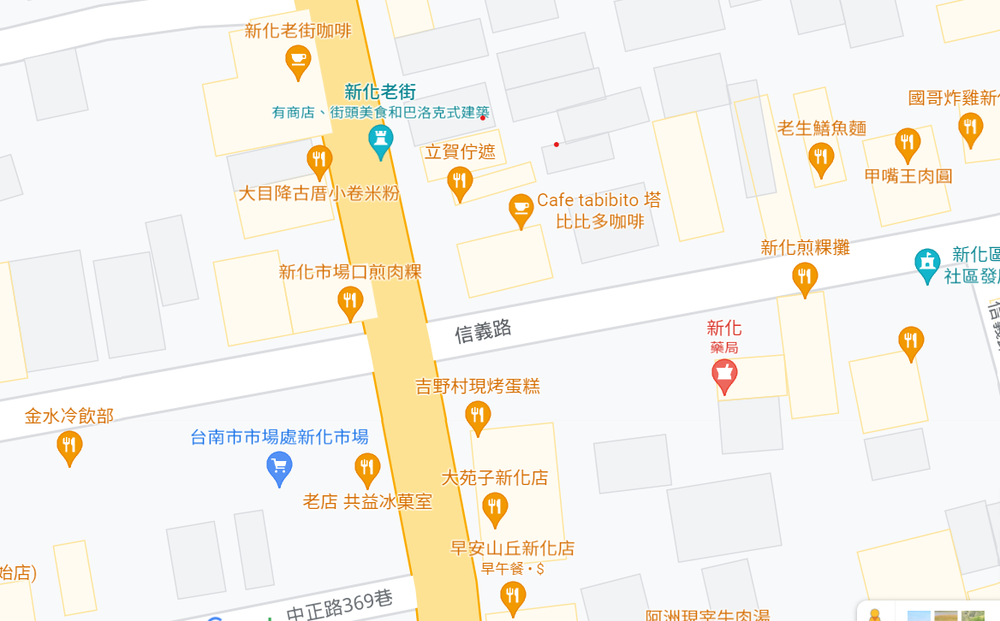 新化老街咖啡
新化老街
有商店、街頭美食和巴洛克式建築
國哥炸雞新
老生鱔魚麵
立賀佇遮
甲嘴王肉圓
大目降古厝小卷米粉
Cafe tabibito 塔
比比多咖啡
新化煎粿攤
新化區
社區發
新化市場口煎肉粿
信義路
新化
藥局
吉野村現烤蛋糕
金水冷飲部
台南市市場處新化市場
大苑子新化店
老店 共益冰菓室
早安山丘新化店
早午餐・$
始店)
中正路369巷
阿洲現宰牛肉湯